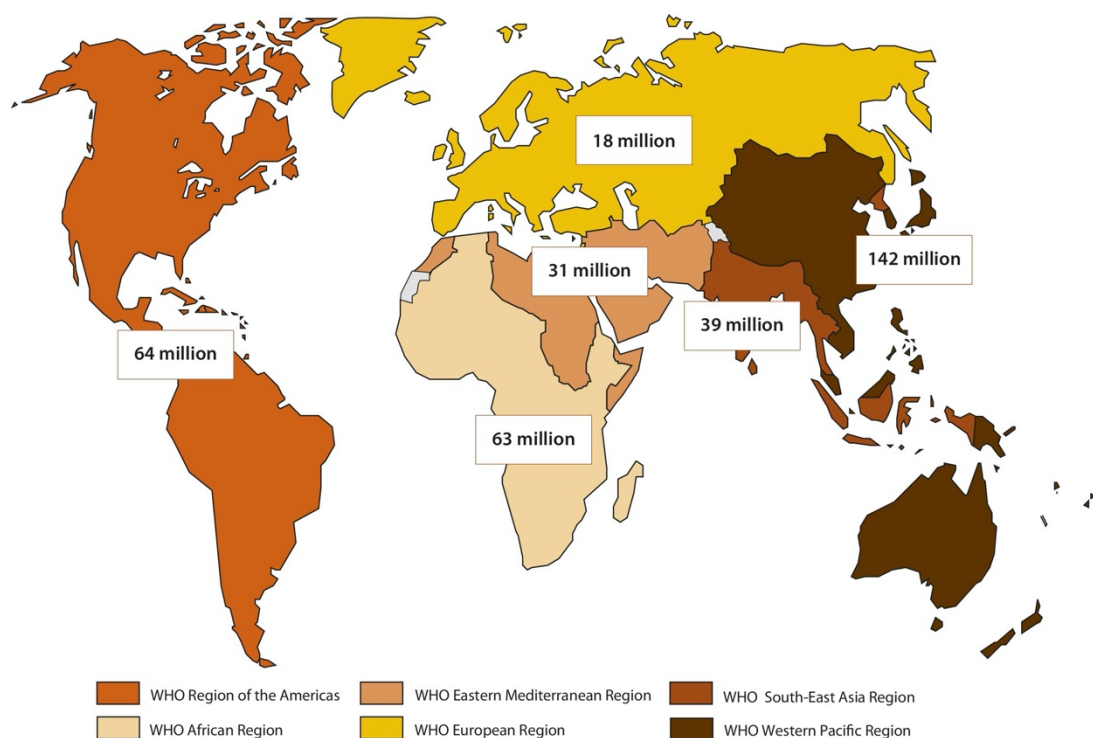 18 million
31 million
142 million
39 million
64 million
63 million
WHO Region of the Americas
WHO Eastern Mediterranean Region
WHO South-East Asia Region
WHO African Region
WHO European Region
WHO Western Pacific Region